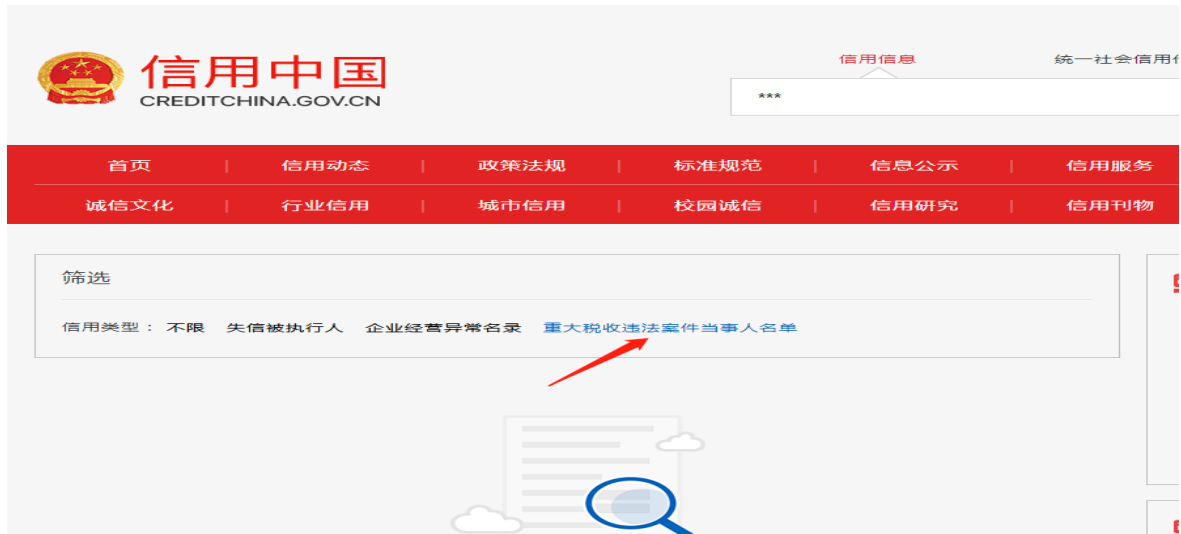 信用中国
CREDITCHINA.GOV.CN
信用信息 统一社会信用
***
首页 | 信用动态 | 政策法规 | 标准规范 | 信息公示 | 信用服务
诚信文化 | 行业信用 | 城市信用 | 校园诚信 | 信用研究 | 信用刊物
筛选
信用类型： 不限 失信被执行人 企业经营异常名录 重大税收违法案件当事人名单